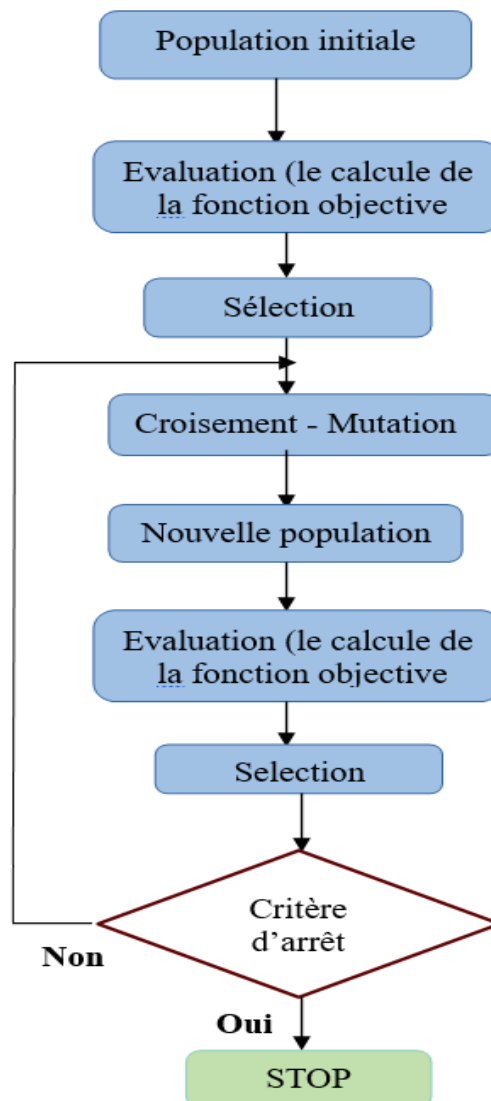 Population initiale
Evaluation (le calcule de
la fonction objective
Sélection
Croisement - Mutation
Nouvelle population
Evaluation (le calcule de
la fonction objective
Selection
Critère
d’arrêt
Non
Oui
STOP